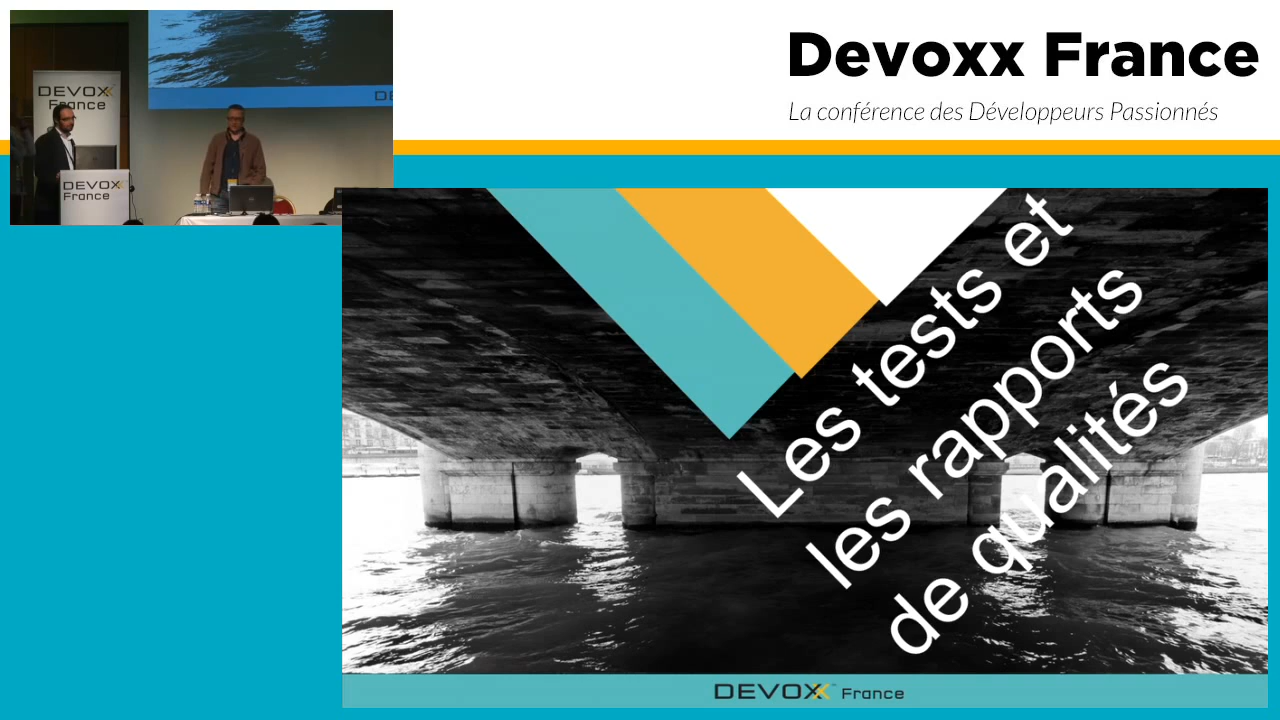 Devoxx France
La conférence des Développeurs Passionnés
DEVOXX
France
DEVOXX
France
D
Les tests et
les rapports
de qualités
DEVOXX France